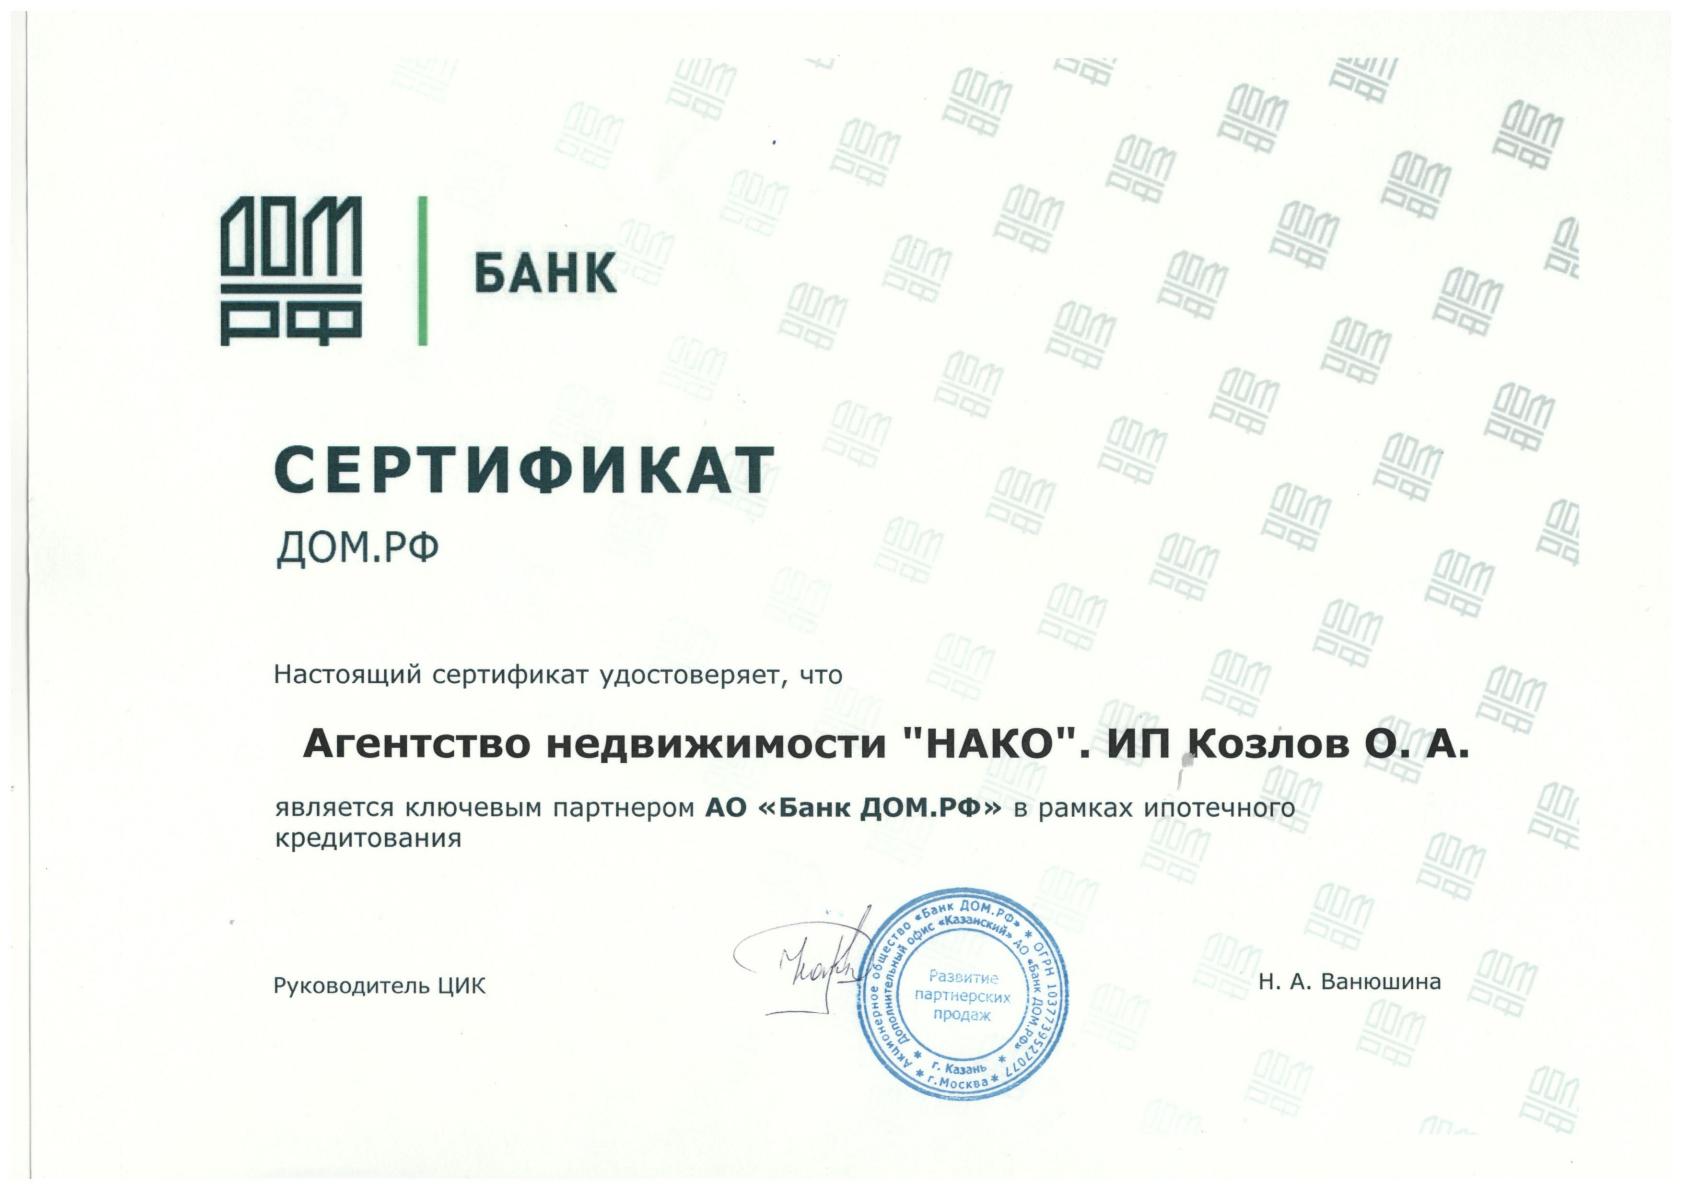 ДОМ
РФ
БАНК
СЕРТИФИКАТ
ДОМ.РФ
Настоящий сертификат удостоверяет, что
Агентство недвижимости "НАКО". ИП Козлов О. А.
является ключевым партнером АО «Банк ДОМ.РФ» в рамках ипотечного
кредитования
Руководитель ЦИК
Акционерное общество «Банк ДОМ.РФ» * ОГРН 1037739527077 * г.Москва *
Дополнительный офис «Казанский» АО «Банк ДОМ.РФ» * г. Казань *
Развитие
партнерских
продаж
Н. А. Ванюшина